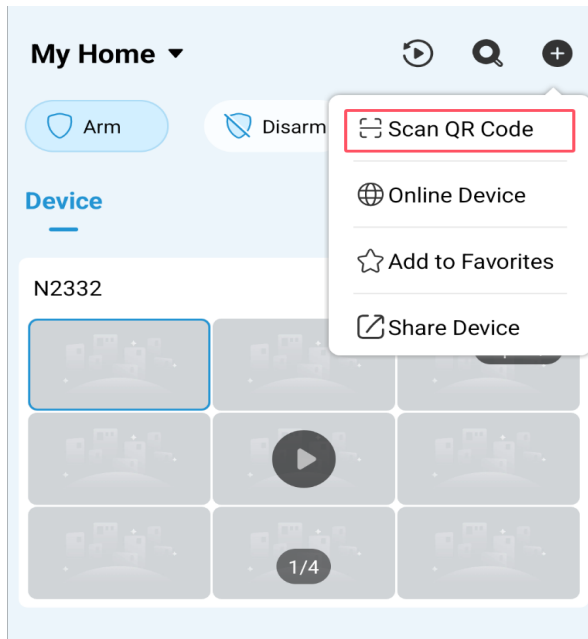 My Home
Arm
Disarm
Scan QR Code
Device
Online Device
Add to Favorites
N2332
Share Device
1/4